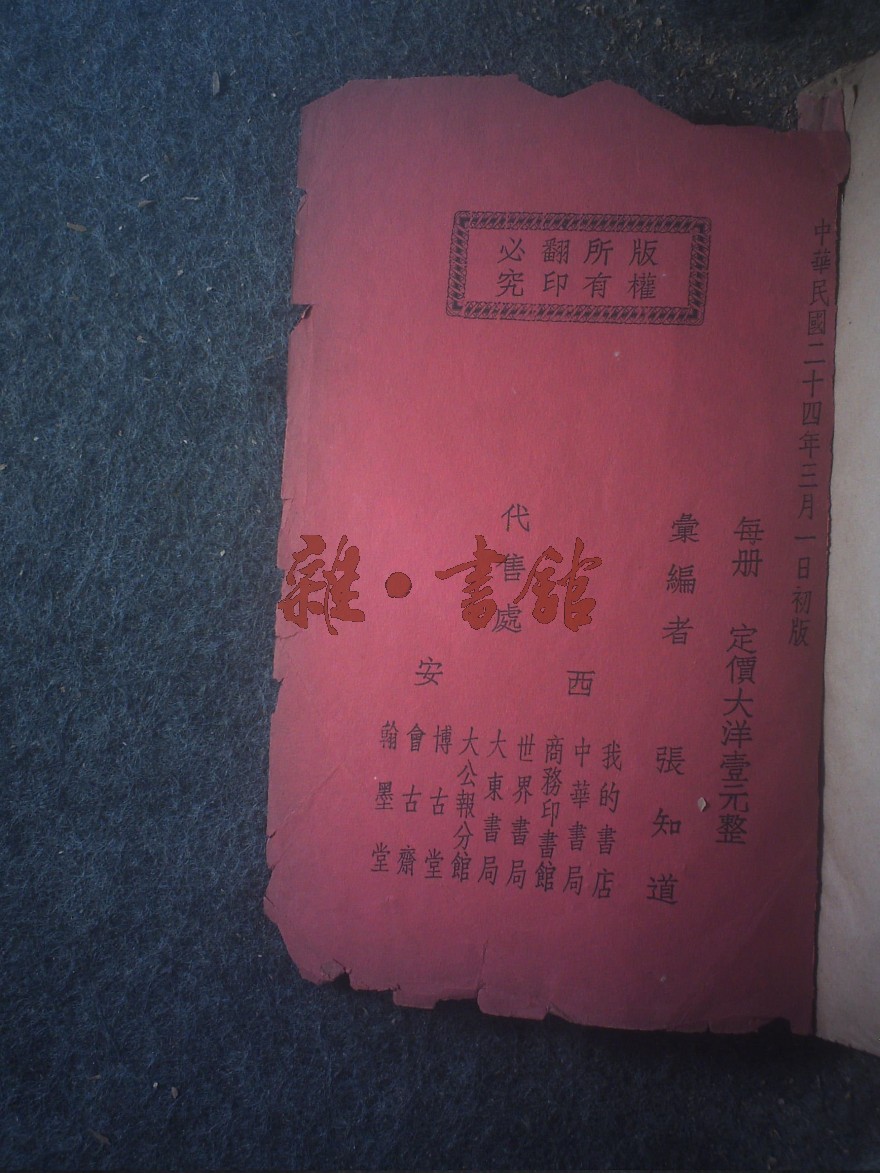 中華民國二十四年三月一日初版
版權
所有
翻印
必究
每册 定價大洋壹元整
彙編者 張知道
代售處
西安
我的書店
中華書局
商務印書館
世界書局
大東書局
大公報分館
博古堂
會古齋
翰墨堂
雜·書館